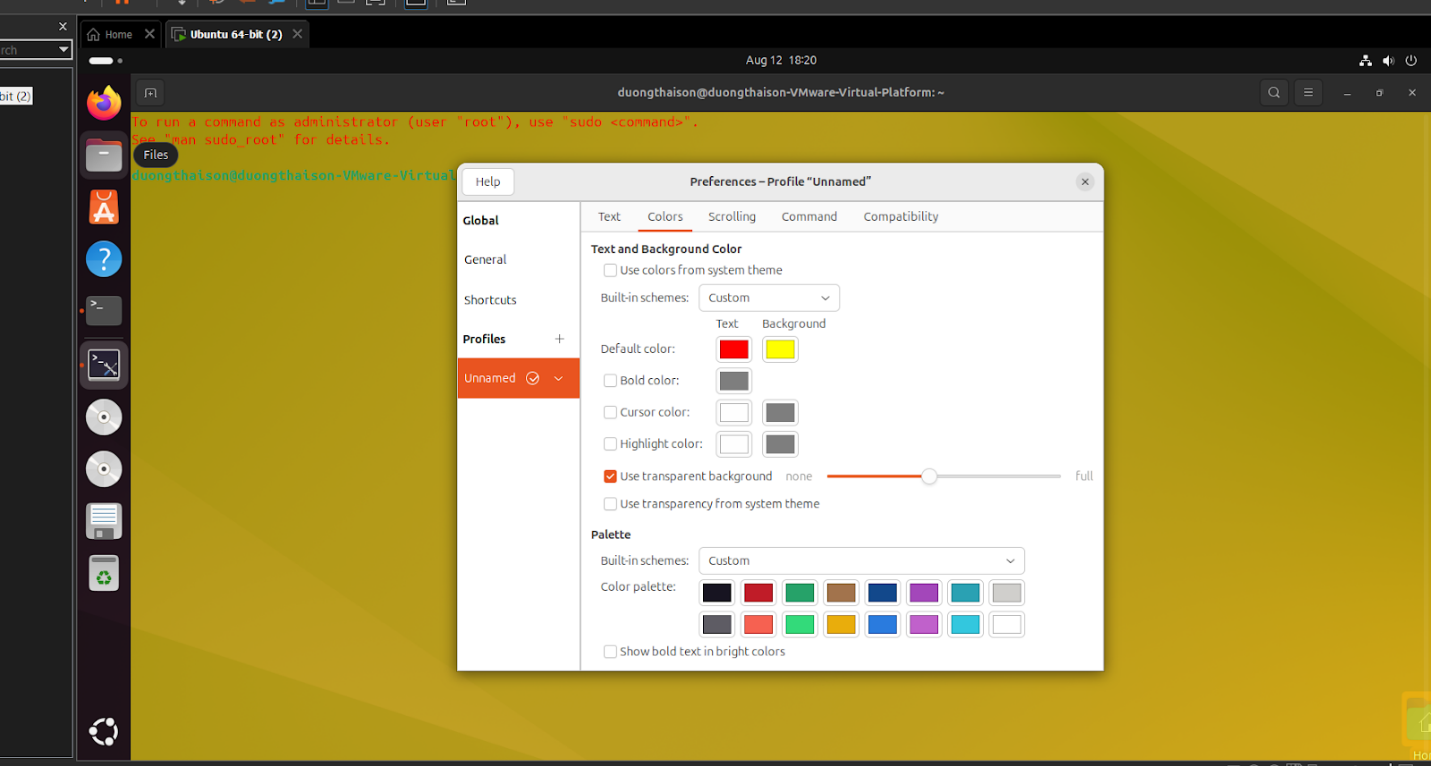 Home
Ubuntu 64-bit (2)
rch
bit (2)
Aug 12 18:20
duongthaison@duongthaison-VMware-Virtual-Platform: ~
To run a command as administrator (user "root"), use "sudo <command>".
See "man sudo_root" for details.
Files
duongthaison@duongthaison-VMware-Virtual
Help
Preferences – Profile “Unnamed”
Global
General
Shortcuts
Profiles
Unnamed
Text Colors Scrolling Command Compatibility
Text and Background Color
Use colors from system theme
Built-in schemes: Custom
Text Background
Default color:
Bold color:
Cursor color:
Highlight color:
Use transparent background none full
Use transparency from system theme
Palette
Built-in schemes: Custom
Color palette:
Show bold text in bright colors